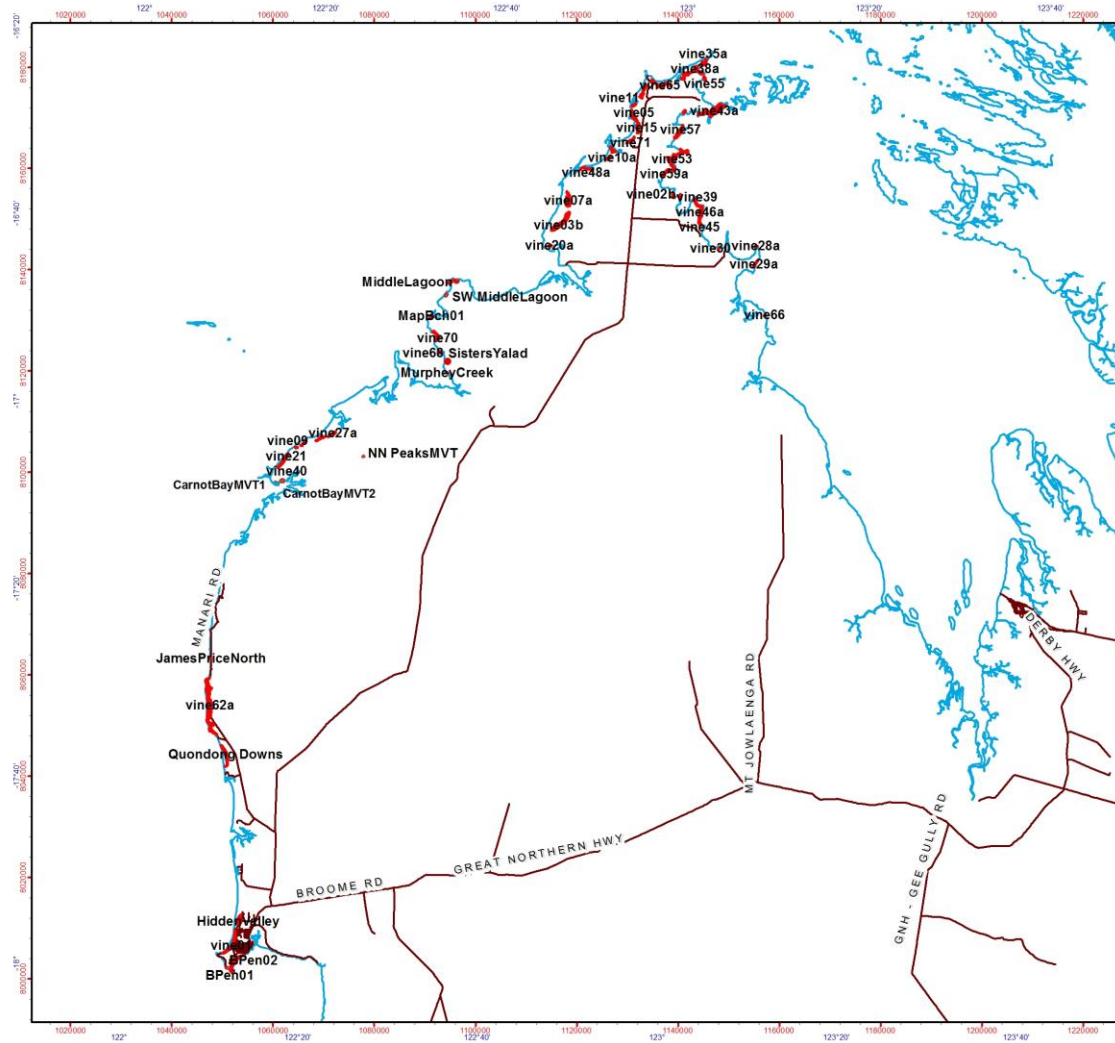 122° 122°20' 122°40' 123° 123°20' 123°40'
1020000 1040000 1060000 1080000 1100000 1120000 1140000 1160000 1180000 1200000 1220000
-16°20'
8180000
8160000
-16°40'
8140000
8120000
-17°
8100000
8080000
-17°20'
8060000
-17°40'
8040000
8020000
-18°
8000000
vine35a
vine38a
vine65
vine55
vine11
vine05
vine43a
vine15
vine57
vine71
vine10a
vine53
vine48a
vine59a
vine07a
vine02b
vine39
vine46a
vine03b
vine45
vine20a
vine30
vine28a
vine29a
MiddleLagoon
SW MiddleLagoon
MapBch01
vine66
vine70
vine68 SistersYalad
MurpheyCreek
vine09
vine27a
vine21
NN PeaksMVT
vine40
CarnotBayMVT1
CarnotBayMVT2
MANARI RD
DERBY HWY
JamesPriceNorth
vine62a
MT JOWLAENGA RD
Quondong Downs
GNH - GEE GULLY RD
GREAT NORTHERN HWY
BROOME RD
HiddenValley
vine01
BPen02
BPen01
1020000 1040000 1060000 1080000 1100000 1120000 1140000 1160000 1180000 1200000 1220000
122° 122°20' 122°40' 123° 123°20' 123°40'